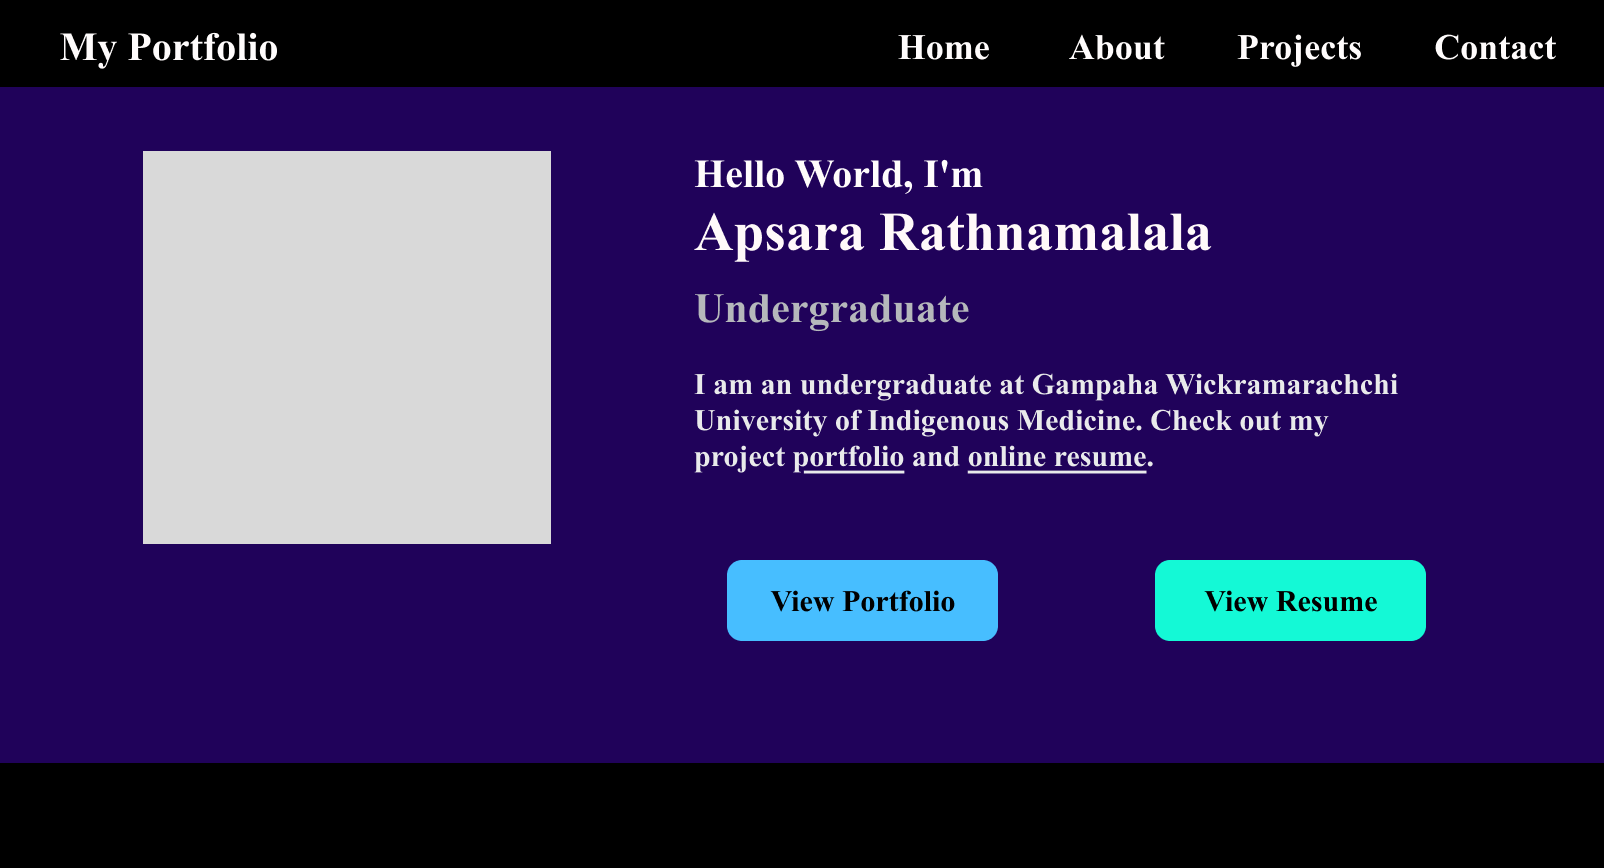 My Portfolio
Home About Projects Contact
Hello World, I'm
Apsara Rathnamalala
Undergraduate
I am an undergraduate at Gampaha Wickramarachchi
University of Indigenous Medicine. Check out my
project portfolio and online resume.
View Portfolio
View Resume